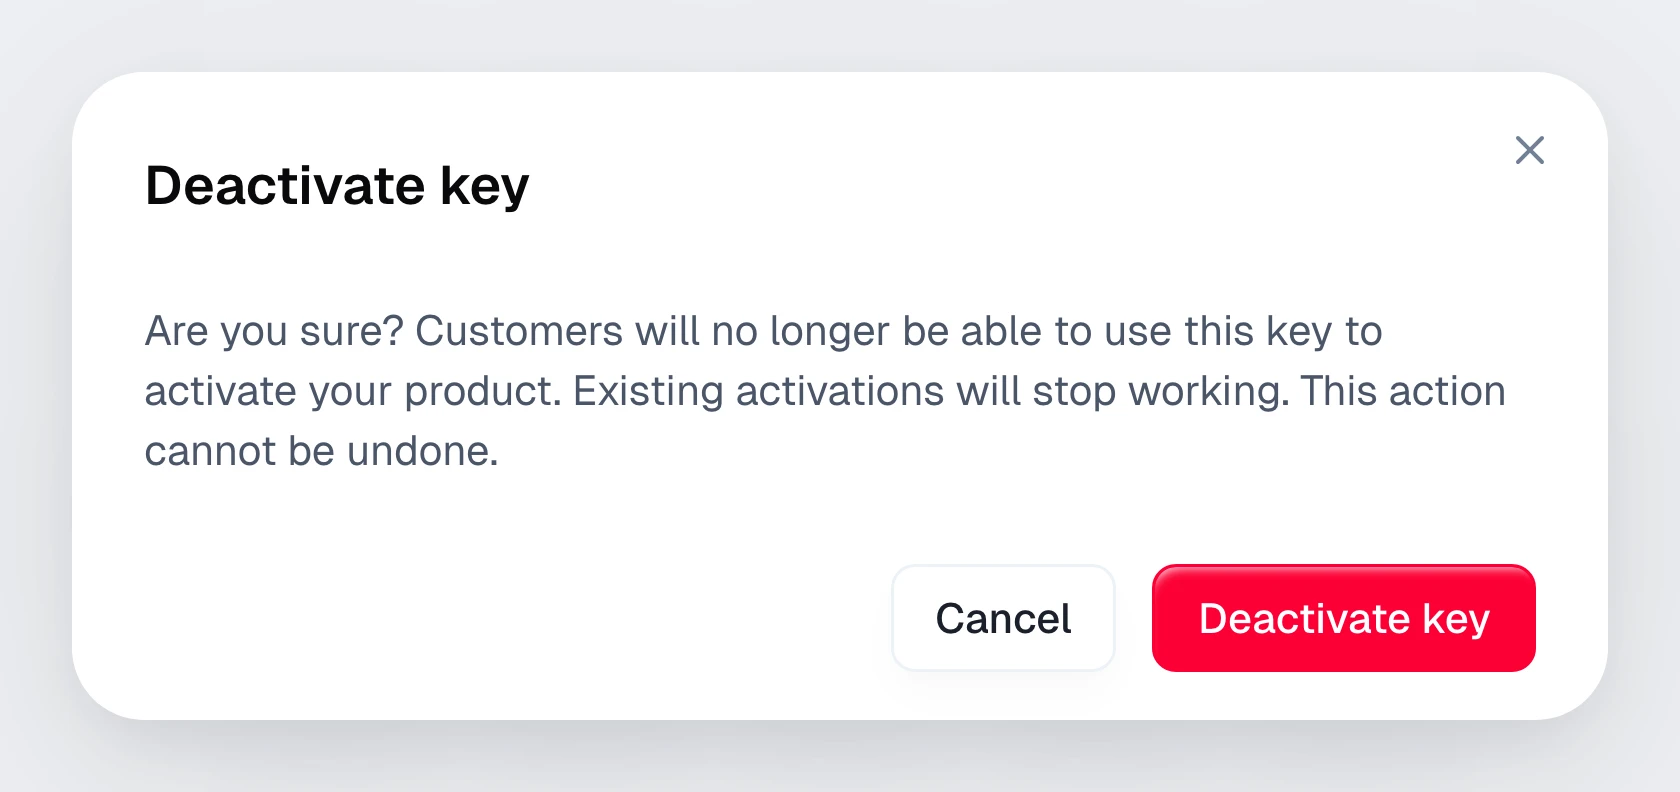 Deactivate key
Are you sure? Customers will no longer be able to use this key to
activate your product. Existing activations will stop working. This action
cannot be undone.
Cancel
Deactivate key